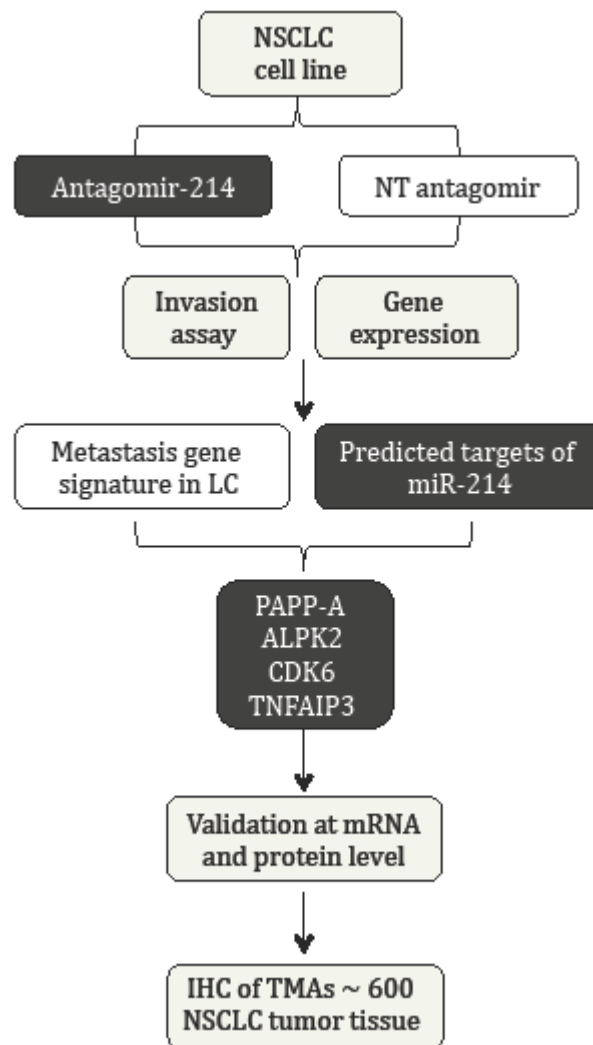 NSCLC
cell line
Antagomir-214
NT antagomir
Invasion
assay
Gene
expression
Metastasis gene
signature in LC
Predicted targets of
miR-214
PAPP-A
ALPK2
CDK6
TNFAIP3
Validation at mRNA
and protein level
IHC of TMAs ~ 600
NSCLC tumor tissue